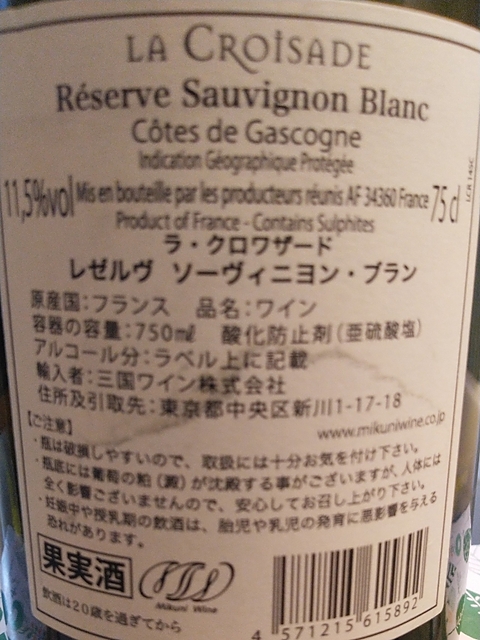 LA CROISADE
Réserve Sauvignon Blanc
Côtes de Gascogne
Indication Géographique Protégée
11,5%vol Mis en bouteille par les producteurs réunis AF 34360 France 75 cl
Product of France - Contains Sulphites
LCR 14SC
ラ・クロワザード
レゼルヴ ソーヴィニヨン・ブラン
原産国:フランス 品名:ワイン
容器の容量:750㎖ 酸化防止剤(亜硫酸塩)
アルコール分:ラベル上に記載
輸入者:三国ワイン株式会社
住所及引取先:東京都中央区新川1-17-18
www.mikuniwine.co.jp
【ご注意】
・瓶は破損しやすいので、取扱には十分お気を付け下さい。
・瓶底には葡萄の粕(澱)が沈殿する事がございますが、人体には
全く影響ございませんので、安心してお召し上がり下さい。
・妊娠中や授乳期の飲酒は、胎児や乳児の発育に悪影響を与える
恐れがあります。
果実酒
Mikuni Wine
飲酒は20歳を過ぎてから
4 571215 615892